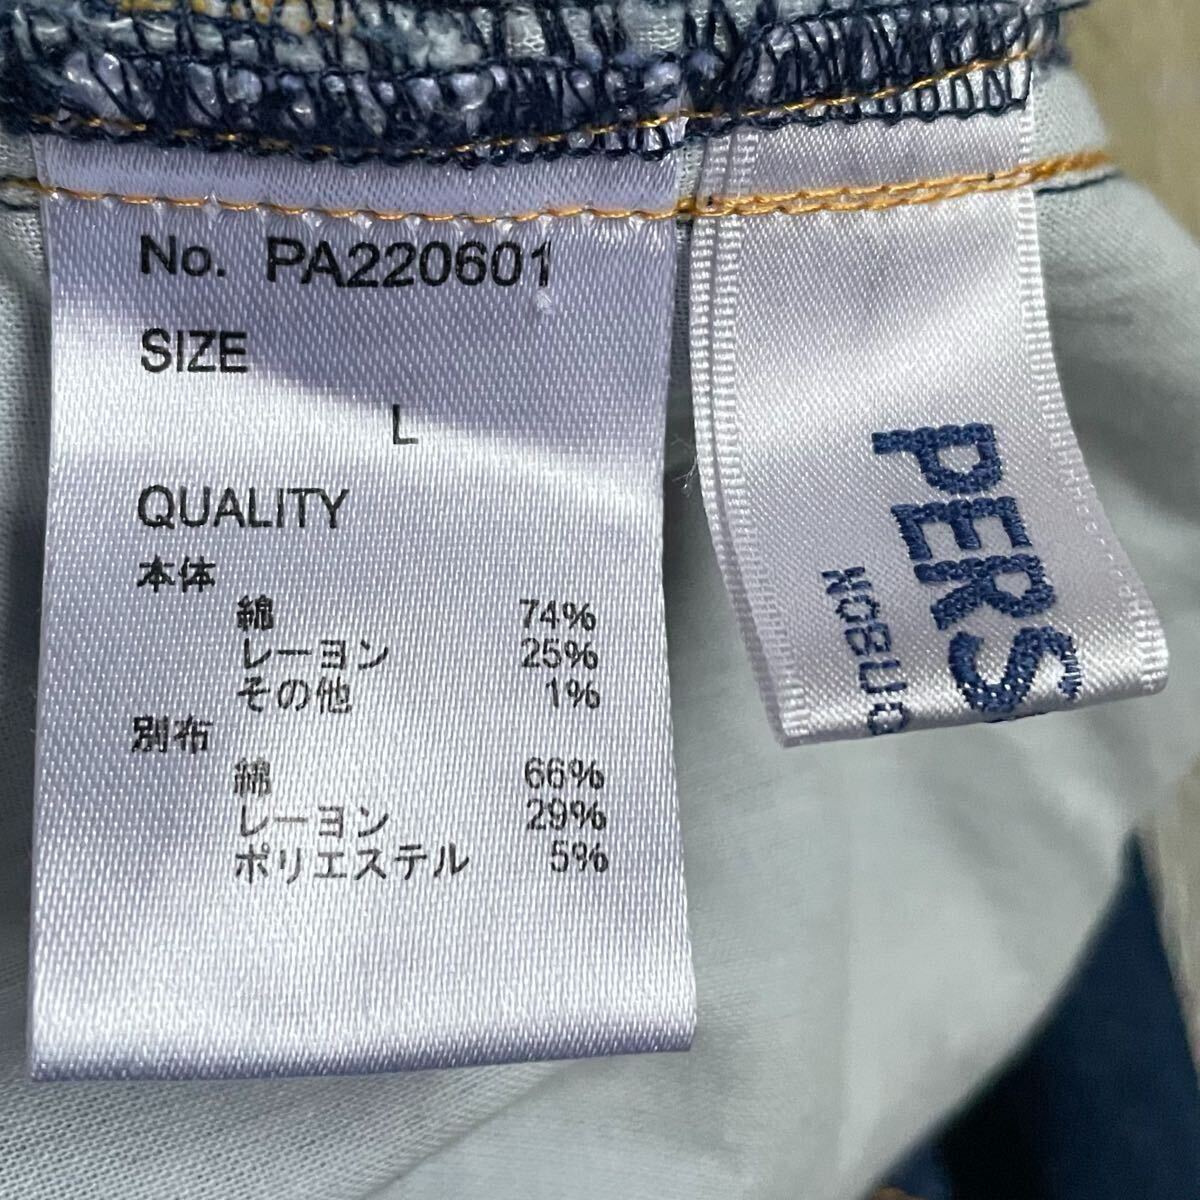 No. PA220601
SIZE
L
QUALITY
本体
綿 74%
レーヨン 25%
その他 1%
別布
綿 66%
レーヨン 29%
ポリエステル 5%
PERS